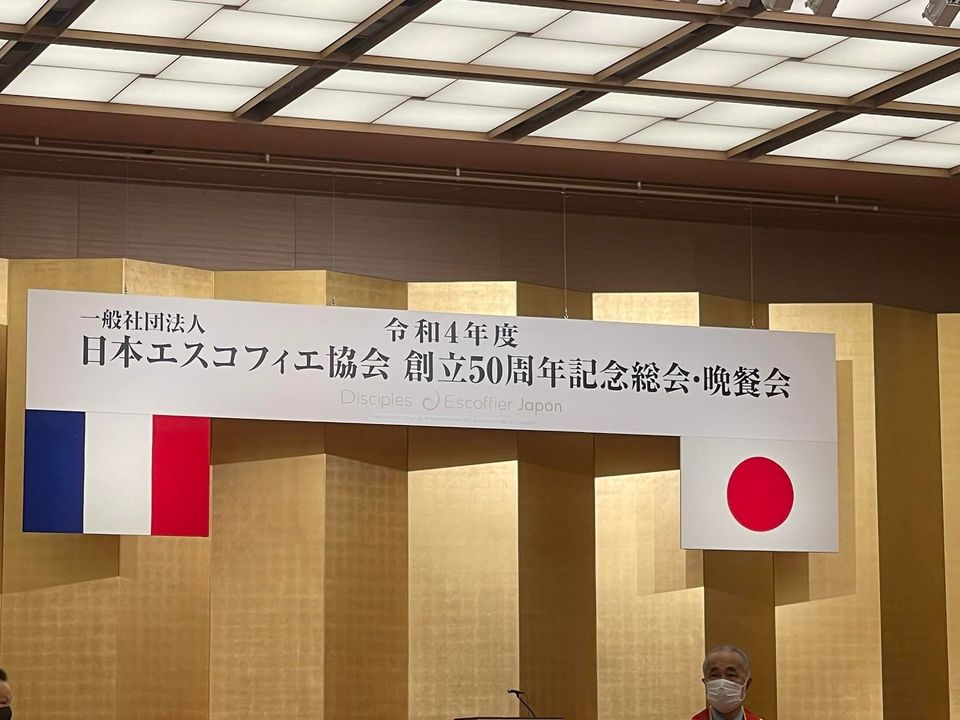 令和4年度
一般社団法人
日本エスコフィエ協会 創立50周年記念総会・晩餐会
Disciples Escoffier Japon